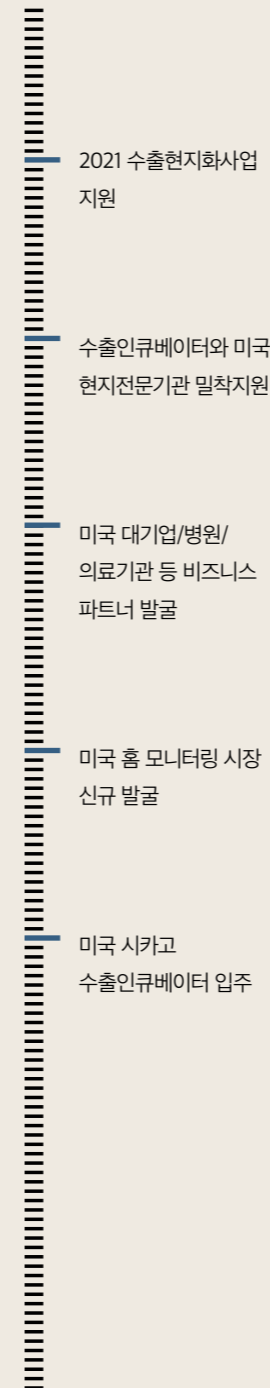 2021 수출현지화사업
지원
수출인큐베이터와 미국
현지전문기관 밀착지원
미국 대기업/병원/
의료기관 등 비즈니스
파트너 발굴
미국 홈 모니터링 시장
신규 발굴
미국 시카고
수출인큐베이터 입주